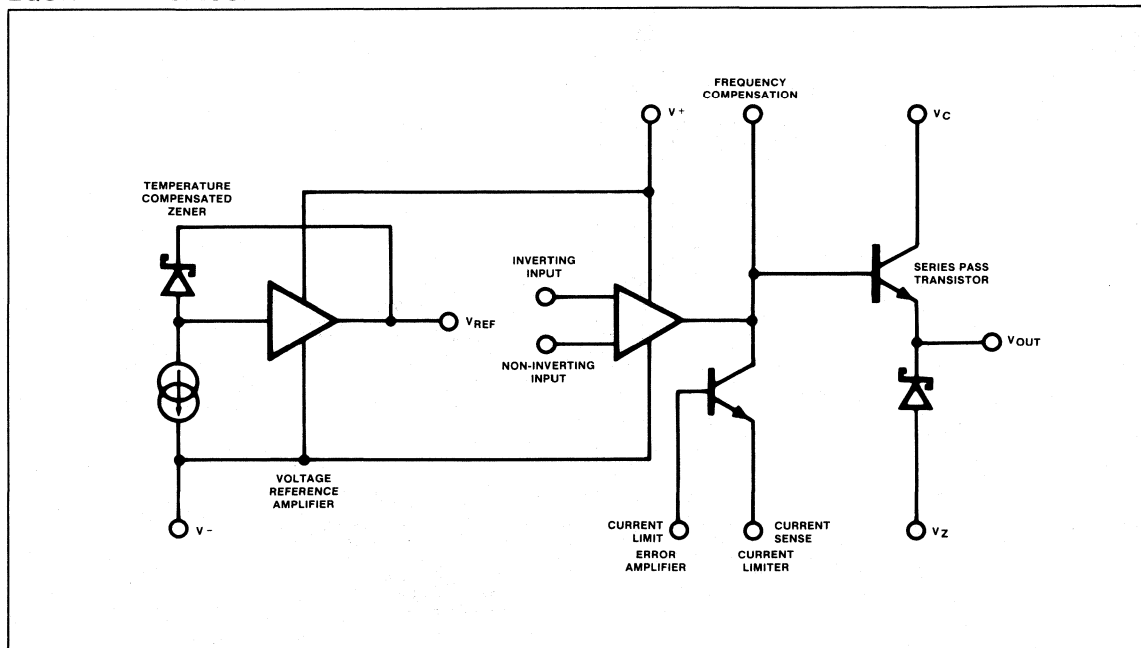 FREQUENCY
COMPENSATION
V+
VC
TEMPERATURE
COMPENSATED
ZENER
INVERTING
INPUT
SERIES PASS
TRANSISTOR
VREF
VOUT
NON-INVERTING
INPUT
VOLTAGE
REFERENCE
AMPLIFIER
V-
CURRENT
LIMIT
ERROR
AMPLIFIER
CURRENT
SENSE
CURRENT
LIMITER
VZ